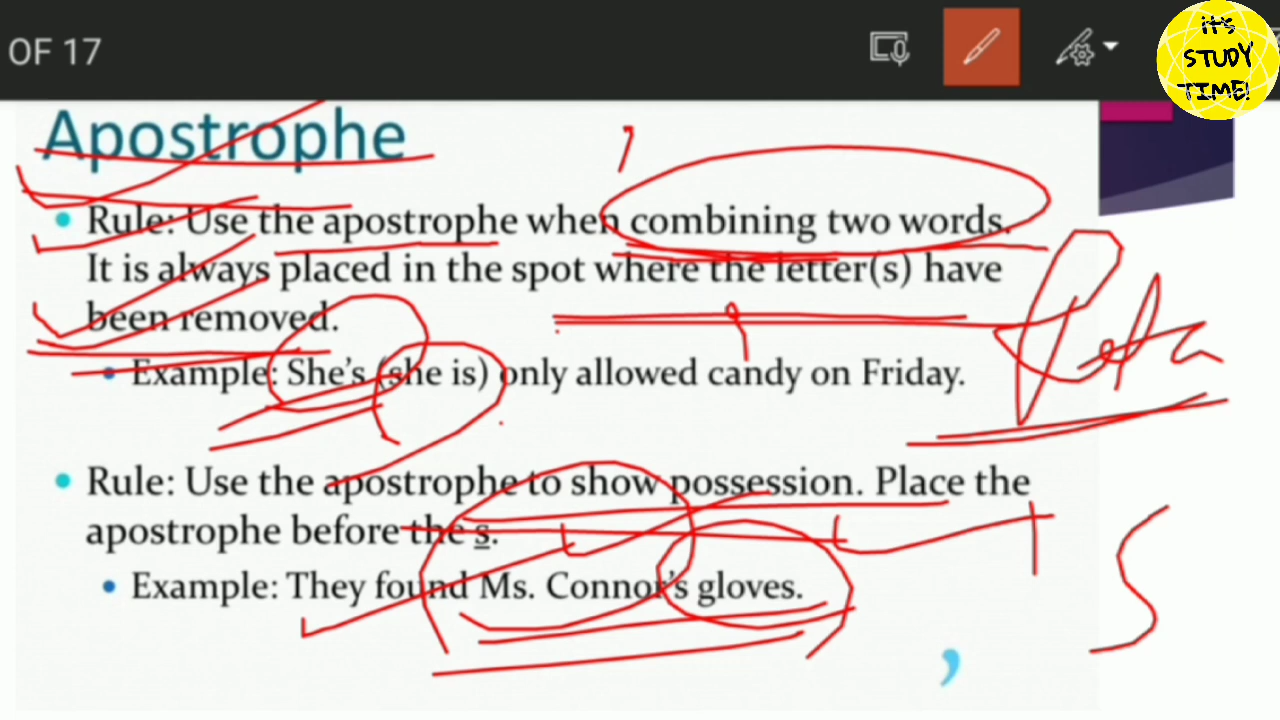 OF 17
it's
STUDY
TIME!
Apostrophe
Rule: Use the apostrophe when combining two words.
It is always placed in the spot where the letter(s) have
been removed.
Example: She's (she is) only allowed candy on Friday.
Rule: Use the apostrophe to show possession. Place the
apostrophe before the s.
Example: They found Ms. Connor's gloves.
' S